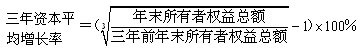 三年资本平均增长率 = (∛(年末所有者权益总额 / 三年前年末所有者权益总额) - 1) × 100%